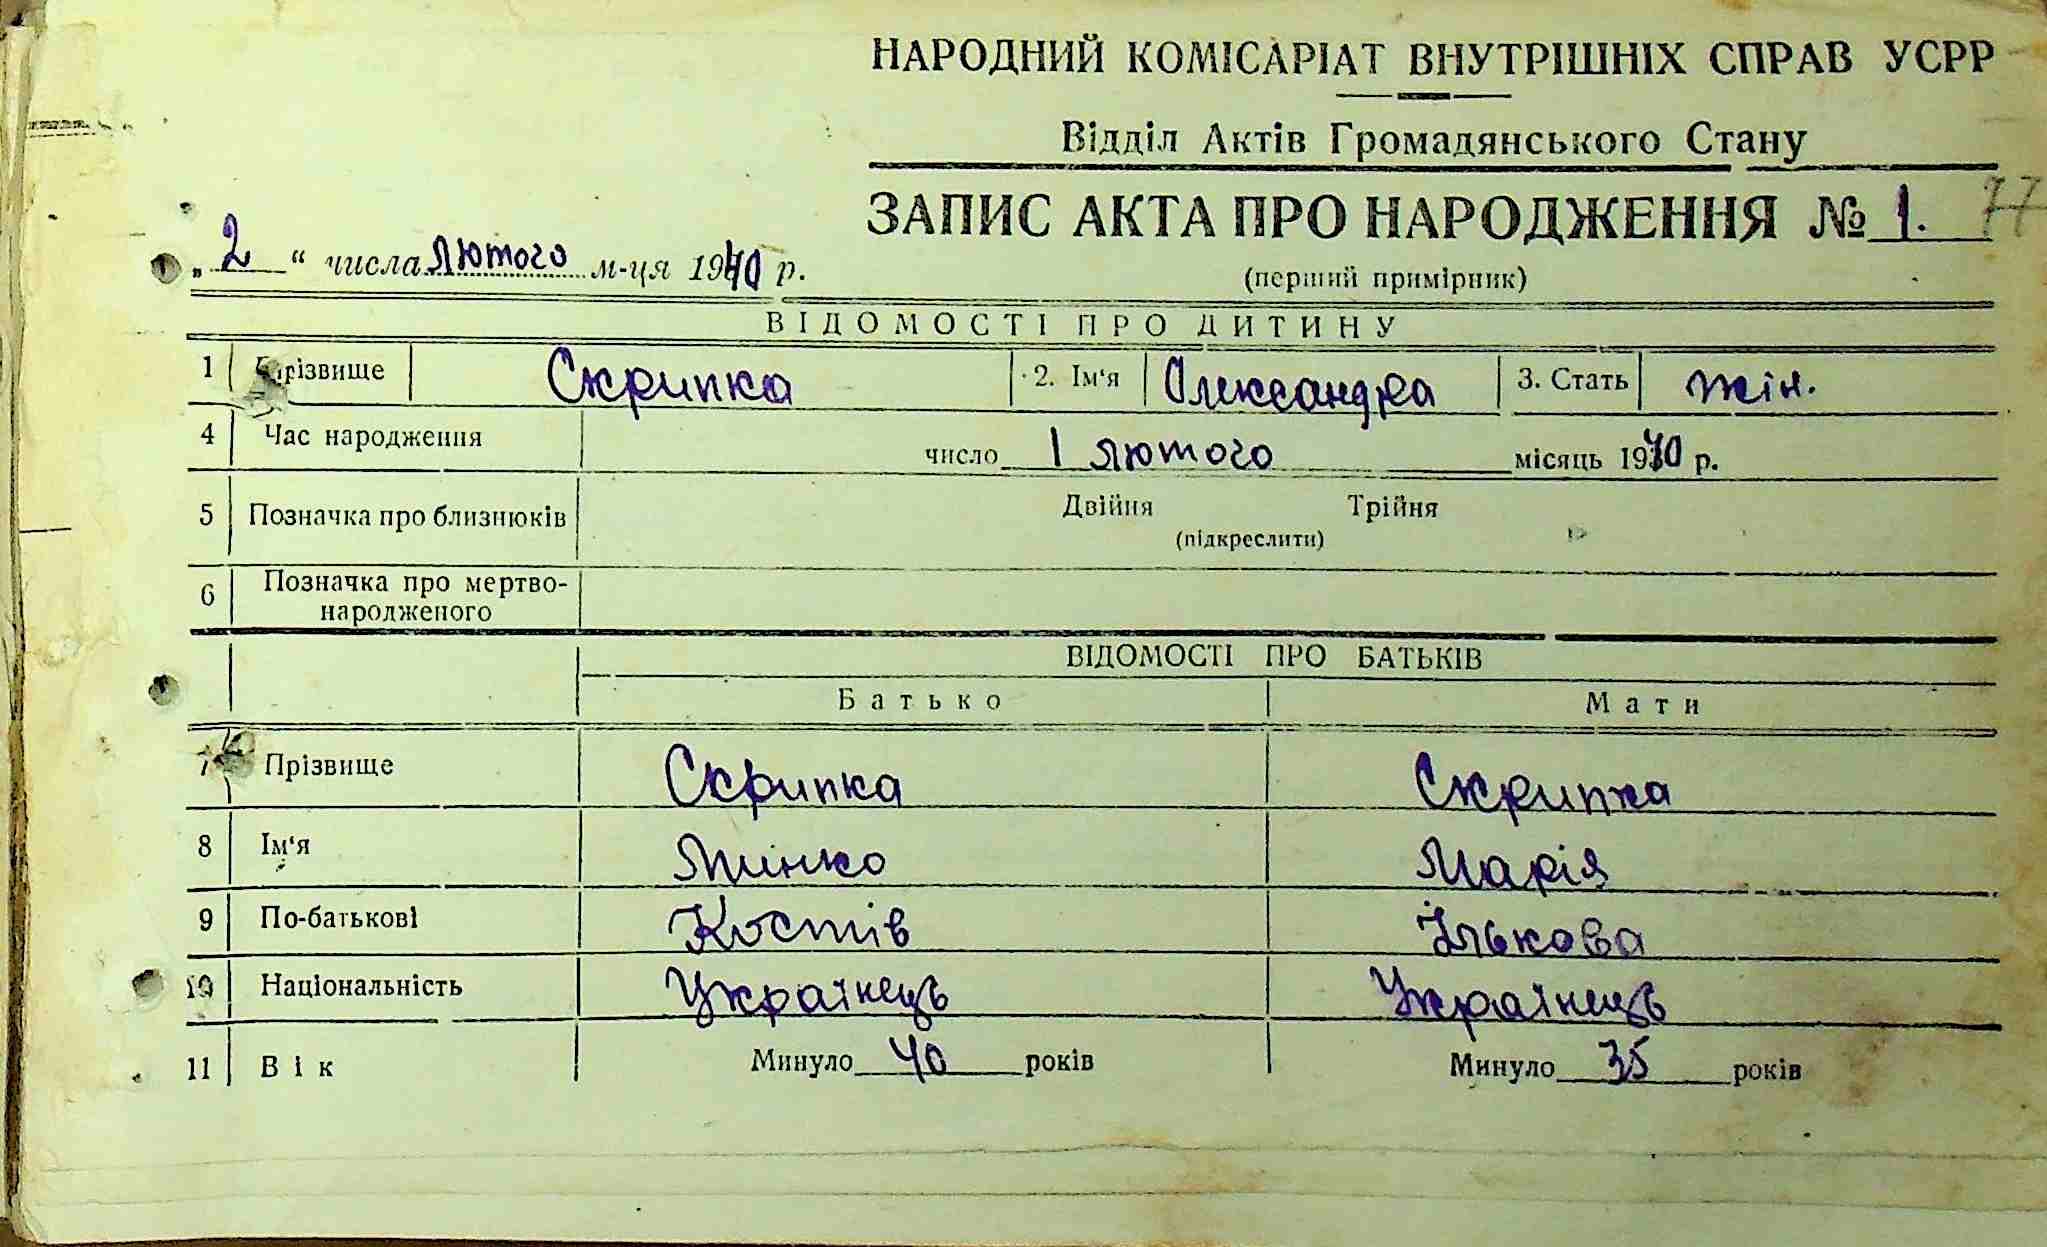 НАРОДНИЙ КОМІСАРІАТ ВНУТРІШНІХ СПРАВ УСРР
Відділ Актів Громадянського Стану
ЗАПИС АКТА ПРО НАРОДЖЕННЯ № 1. 77
„2“ числа лютого м-ця 1940 р.
(перший примірник)
ВІДОМОСТІ ПРО ДИТИНУ
1 Прізвище Скрипка 2. Ім‘я Олександра 3. Стать жін.
4 Час народження число 1 лютого місяць 1940 р.
5 Позначка про близнюків Двійня Трійня
(підкреслити)
6 Позначка про мертво-
народженого
ВІДОМОСТІ ПРО БАТЬКІВ
Батько Мати
7 Прізвище Скрипка Скрипка
8 Ім‘я Минко Марія
9 По-батькові Костів Ількова
10 Національність Українець Українець
11 Вік Минуло 40 років Минуло 35 років